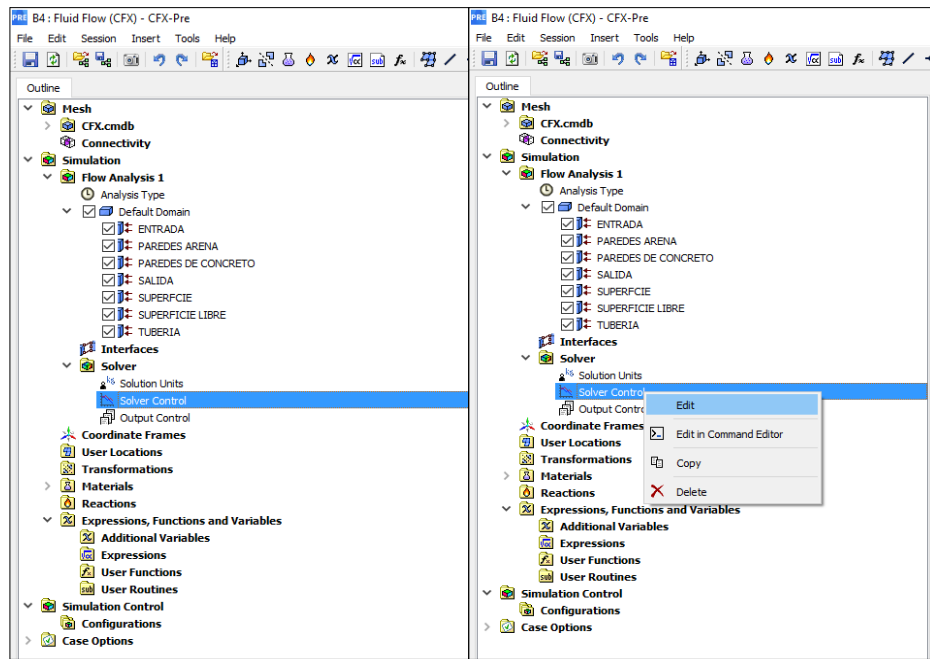 PRE B4 : Fluid Flow (CFX) - CFX-Pre
File Edit Session Insert Tools Help
Outline
Mesh
CFX.cmdb
Connectivity
Simulation
Flow Analysis 1
Analysis Type
Default Domain
ENTRADA
PAREDES ARENA
PAREDES DE CONCRETO
SALIDA
SUPERFCIE
SUPERFICIE LIBRE
TUBERIA
Interfaces
Solver
Solution Units
Solver Control
Output Control
Coordinate Frames
User Locations
Transformations
Materials
Reactions
Expressions, Functions and Variables
Additional Variables
Expressions
User Functions
User Routines
Simulation Control
Configurations
Case Options
PRE B4 : Fluid Flow (CFX) - CFX-Pre
File Edit Session Insert Tools Help
Outline
Mesh
CFX.cmdb
Connectivity
Simulation
Flow Analysis 1
Analysis Type
Default Domain
ENTRADA
PAREDES ARENA
PAREDES DE CONCRETO
SALIDA
SUPERFCIE
SUPERFICIE LIBRE
TUBERIA
Interfaces
Solver
Solution Units
Solver Control
Output Contro
Coordinate Frames
User Locations
Transformations
Materials
Reactions
Expressions, Functions and Variables
Additional Variables
Expressions
User Functions
User Routines
Simulation Control
Configurations
Case Options
Edit
Edit in Command Editor
Copy
Delete